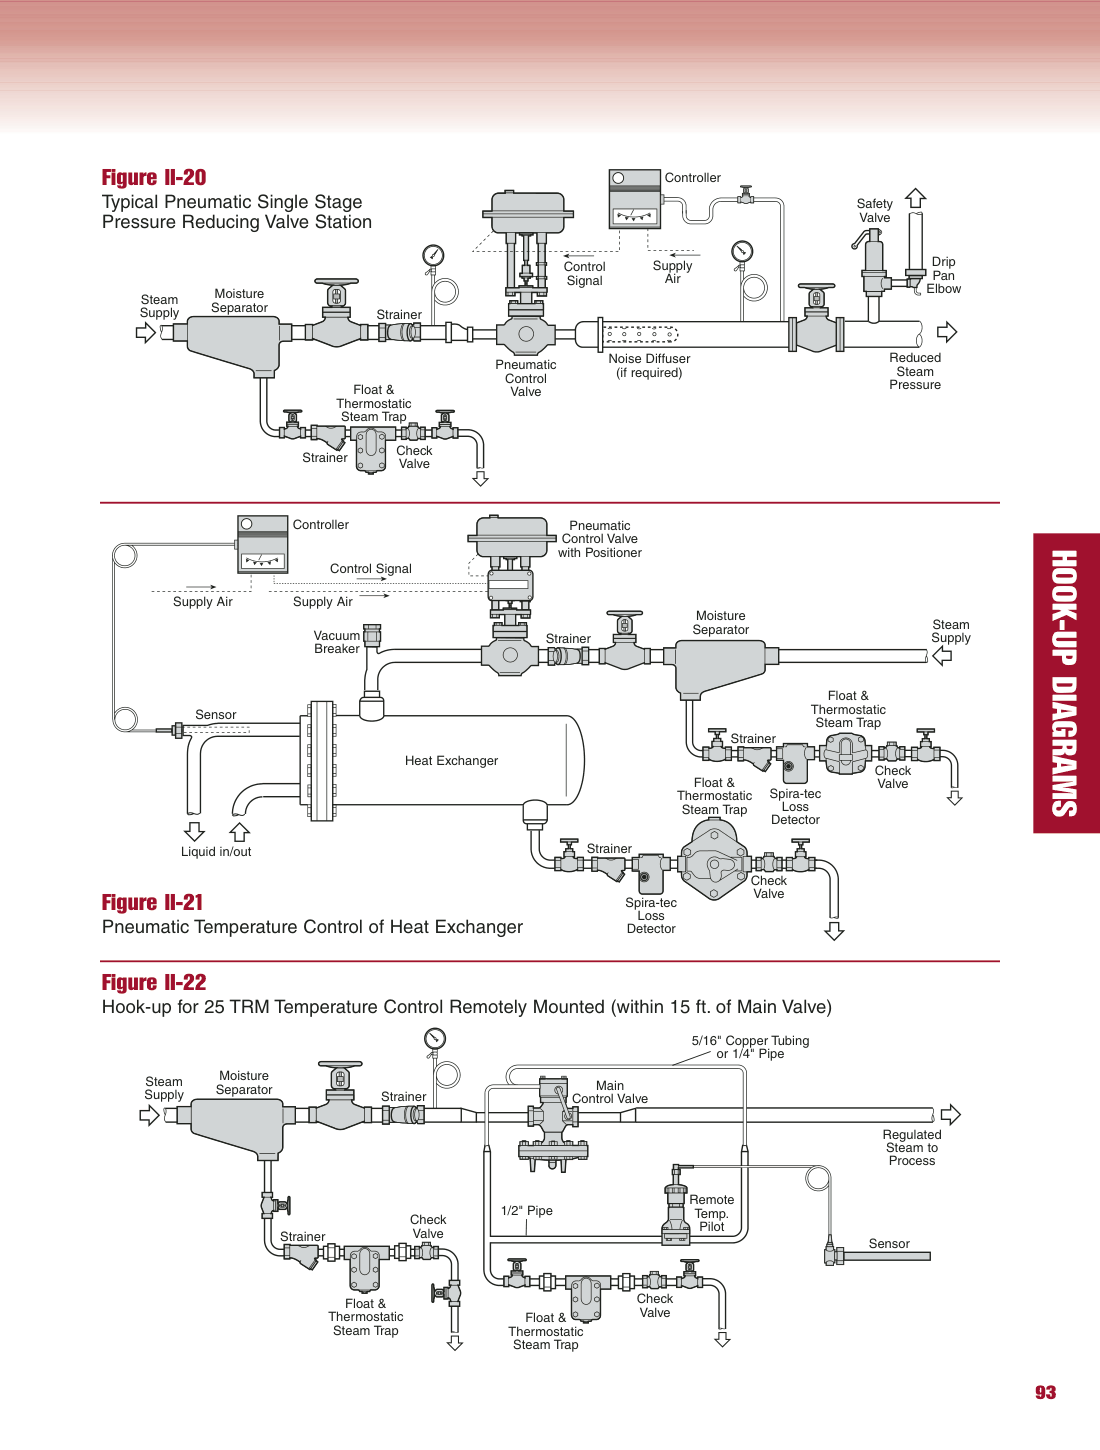 Figure II-20
Typical Pneumatic Single Stage
Pressure Reducing Valve Station
Controller
Safety
Valve
Drip
Pan
Elbow
Control
Signal
Supply
Air
Steam
Supply
Moisture
Separator
Strainer
Pneumatic
Control
Valve
Noise Diffuser
(if required)
Reduced
Steam
Pressure
Float &
Thermostatic
Steam Trap
Strainer
Check
Valve
Controller
Pneumatic
Control Valve
with Positioner
Control Signal
Supply Air
Supply Air
Vacuum
Breaker
Strainer
Moisture
Separator
Steam
Supply
Sensor
Float &
Thermostatic
Steam Trap
Strainer
Heat Exchanger
Check
Valve
Float &
Thermostatic
Steam Trap
Spira-tec
Loss
Detector
Liquid in/out
Strainer
Check
Valve
Spira-tec
Loss
Detector
Figure II-21
Pneumatic Temperature Control of Heat Exchanger
HOOK-UP DIAGRAMS
Figure II-22
Hook-up for 25 TRM Temperature Control Remotely Mounted (within 15 ft. of Main Valve)
5/16" Copper Tubing
or 1/4" Pipe
Steam
Supply
Moisture
Separator
Strainer
Main
Control Valve
Regulated
Steam to
Process
1/2" Pipe
Remote
Temp.
Pilot
Sensor
Strainer
Check
Valve
Float &
Thermostatic
Steam Trap
Float &
Thermostatic
Steam Trap
Check
Valve
93